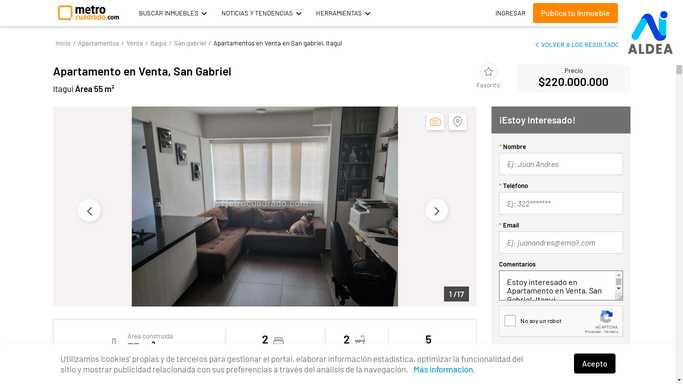 metro
cuadrado.com
BUSCAR INMUEBLES
NOTICIAS Y TENDENCIAS
HERRAMIENTAS
INGRESAR
Publica tu Inmueble
AI
ALDEA
Inicio / Apartamentos / Venta / Itagui / San gabriel / Apartamentos en Venta en San gabriel, Itagui
< VOLVER A LOS RESULTADO
Apartamento en Venta, San Gabriel
Itagui Área 55 m²
Favorito
Precio
$220.000.000
¡Estoy Interesado!
* Nombre
Ej: Juan Andres
* Teléfono
Ej: 322*******
* Email
Ej: juanandres@email.com
Comentarios
Estoy interesado en
Apartamento en Venta, San
Gabriel, Itagui
No soy un robot
reCAPTCHA
Privacidad - Términos
metrocuadrado.com
1 / 17
Área construida
2
2
5
Utilizamos 'cookies' propias y de terceros para gestionar el portal, elaborar información estadística, optimizar la funcionalidad del
sitio y mostrar publicidad relacionada con sus preferencias a través del análisis de la navegación. Más información.
Acepto